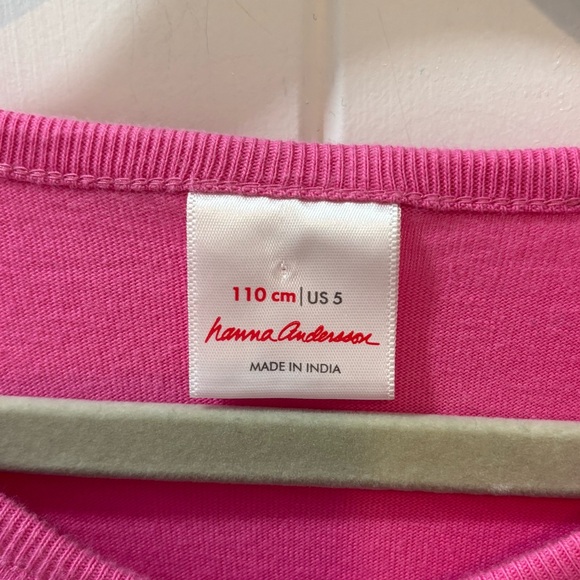 110 cm | US 5
hanna andersson
MADE IN INDIA